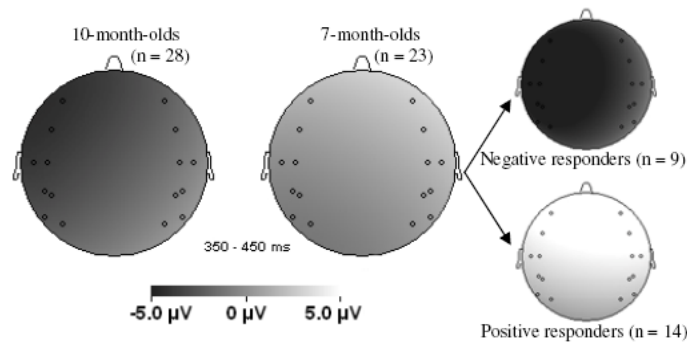 10-month-olds
(n = 28)
7-month-olds
(n = 23)
Negative responders (n = 9)
350 - 450 ms
-5.0 µV 0 µV 5.0 µV
Positive responders (n = 14)